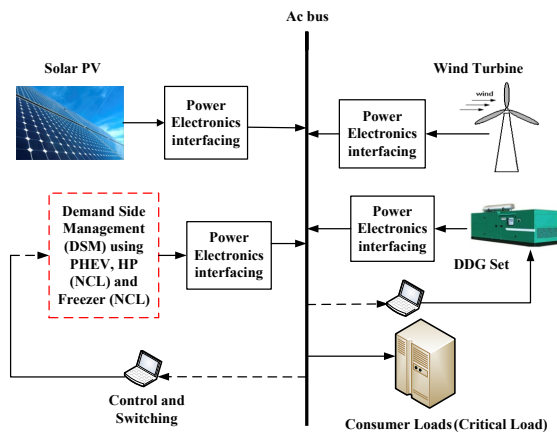 Ac bus
Solar PV
Wind Turbine
wind
Power
Electronics
interfacing
Power
Electronics
interfacing
Demand Side
Management
(DSM) using
PHEV, HP
(NCL) and
Freezer (NCL)
Power
Electronics
interfacing
Power
Electronics
interfacing
DDG Set
Control and
Switching
Consumer Loads (Critical Load)